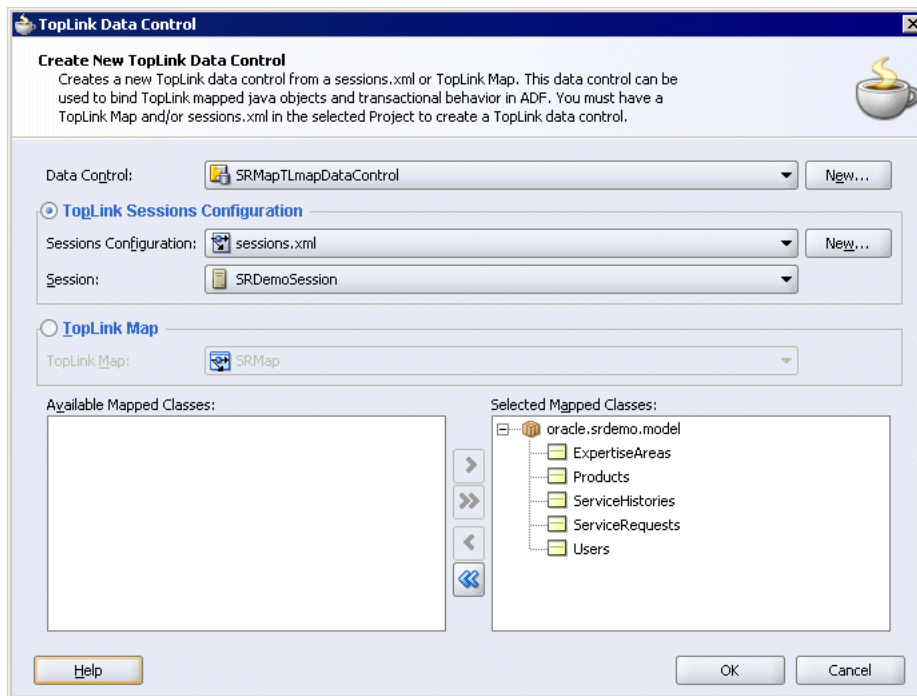 TopLink Data Control
Create New TopLink Data Control
Creates a new TopLink data control from a sessions.xml or TopLink Map. This data control can be
used to bind TopLink mapped java objects and transactional behavior in ADF. You must have a
TopLink Map and/or sessions.xml in the selected Project to create a TopLink data control.
Data Control: SRMapTLmapDataControl New...
TopLink Sessions Configuration
Sessions Configuration: sessions.xml New...
Session: SRDemoSession
TopLink Map
TopLink Map: SRMap
Available Mapped Classes: Selected Mapped Classes:
oracle.srdemo.model
ExpertiseAreas
Products
ServiceHistories
ServiceRequests
Users
Help OK Cancel